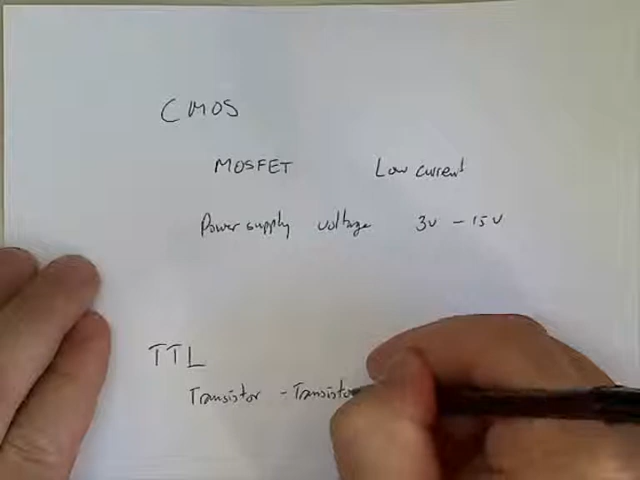 CMOS
MOSFET Low current
Power supply voltage 3v - 15v
TTL
Transistor - Transistor